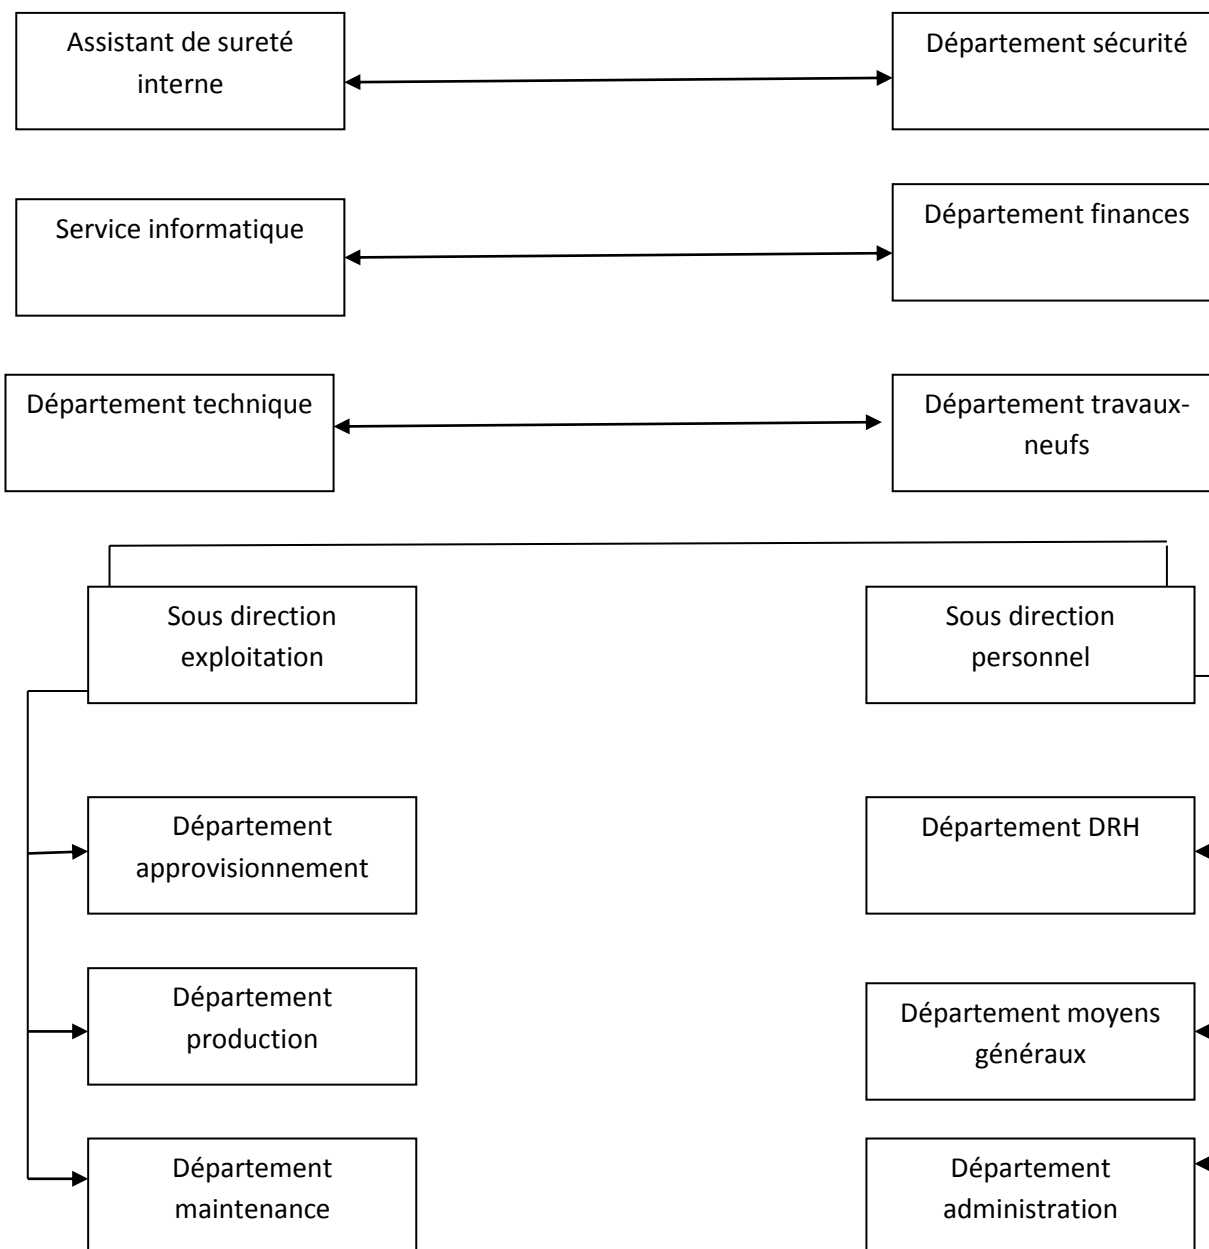 Assistant de sureté
interne
Département sécurité
Service informatique
Département finances
Département technique
Département travaux-
neufs
Sous direction
exploitation
Sous direction
personnel
Département
approvisionnement
Département DRH
Département
production
Département moyens
généraux
Département
maintenance
Département
administration